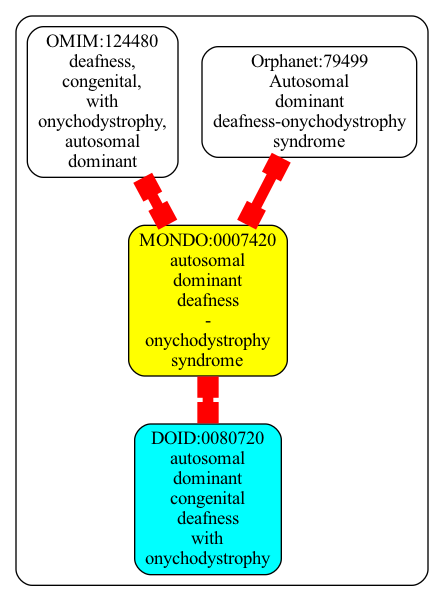 OMIM:124480
deafness,
congenital,
with
onychodystrophy,
autosomal
dominant
Orphanet:79499
Autosomal
dominant
deafness-onychodystrophy
syndrome
MONDO:0007420
autosomal
dominant
deafness
-
onychodystrophy
syndrome
DOID:0080720
autosomal
dominant
congenital
deafness
with
onychodystrophy